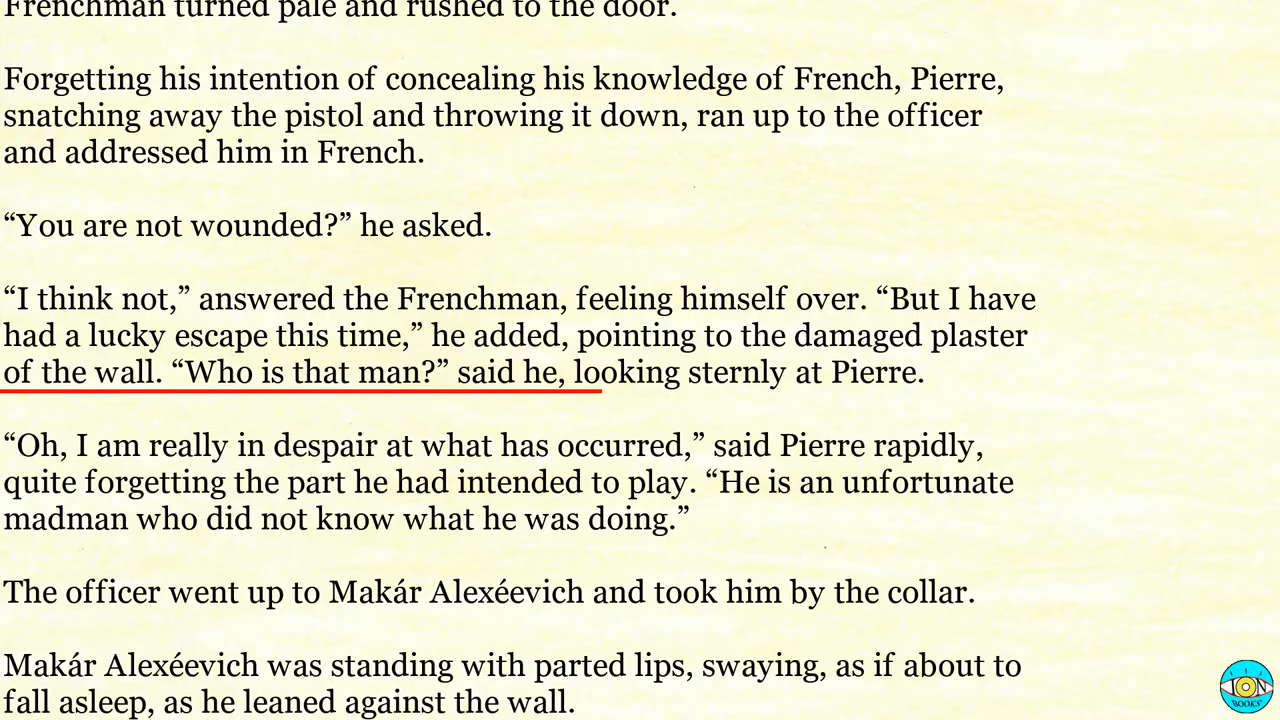 Frenchman turned pale and rushed to the door.
Forgetting his intention of concealing his knowledge of French, Pierre,
snatching away the pistol and throwing it down, ran up to the officer
and addressed him in French.
“You are not wounded?” he asked.
“I think not,” answered the Frenchman, feeling himself over. “But I have
had a lucky escape this time,” he added, pointing to the damaged plaster
of the wall. “Who is that man?” said he, looking sternly at Pierre.
“Oh, I am really in despair at what has occurred,” said Pierre rapidly,
quite forgetting the part he had intended to play. “He is an unfortunate
madman who did not know what he was doing.”
The officer went up to Makár Alexéevich and took him by the collar.
Makár Alexéevich was standing with parted lips, swaying, as if about to
fall asleep, as he leaned against the wall.
ION
BOOKS